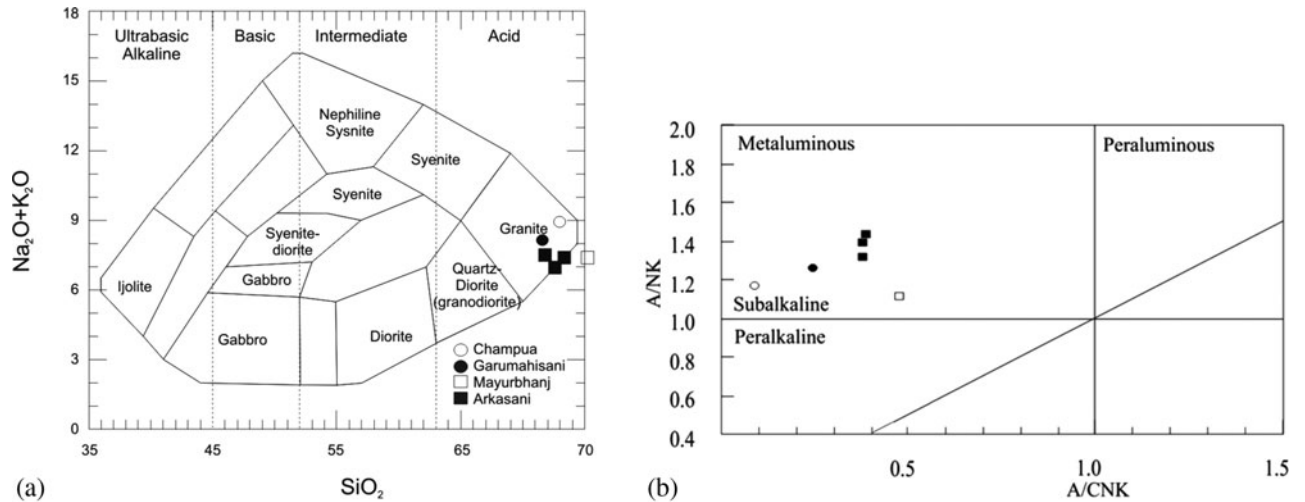 18
15
12
9
6
3
0
Na₂O+K₂O
Ultrabasic
Alkaline
Basic
Intermediate
Acid
Nephiline
Sysnite
Syenite
Syenite
Granite
Syenite-
diorite
Quartz-
Diorite
(granodiorite)
Ijolite
Gabbro
Gabbro
Diorite
Champua
Garumahisani
Mayurbhanj
Arkasani
35
45
55
65
70
(a)
SiO₂
2.0
1.8
1.6
1.4
1.2
1.0
0.8
0.6
0.4
A/NK
Metaluminous
Peraluminous
Subalkaline
Peralkaline
0.5
1.0
1.5
(b)
A/CNK